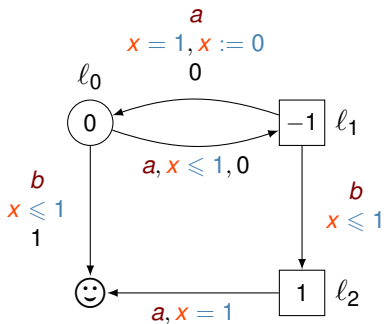 a
x = 1, x := 0
0
ℓ₀
0
−1
ℓ₁
a, x ⩽ 1, 0
b
x ⩽ 1
1
b
x ⩽ 1
1
ℓ₂
a, x = 1